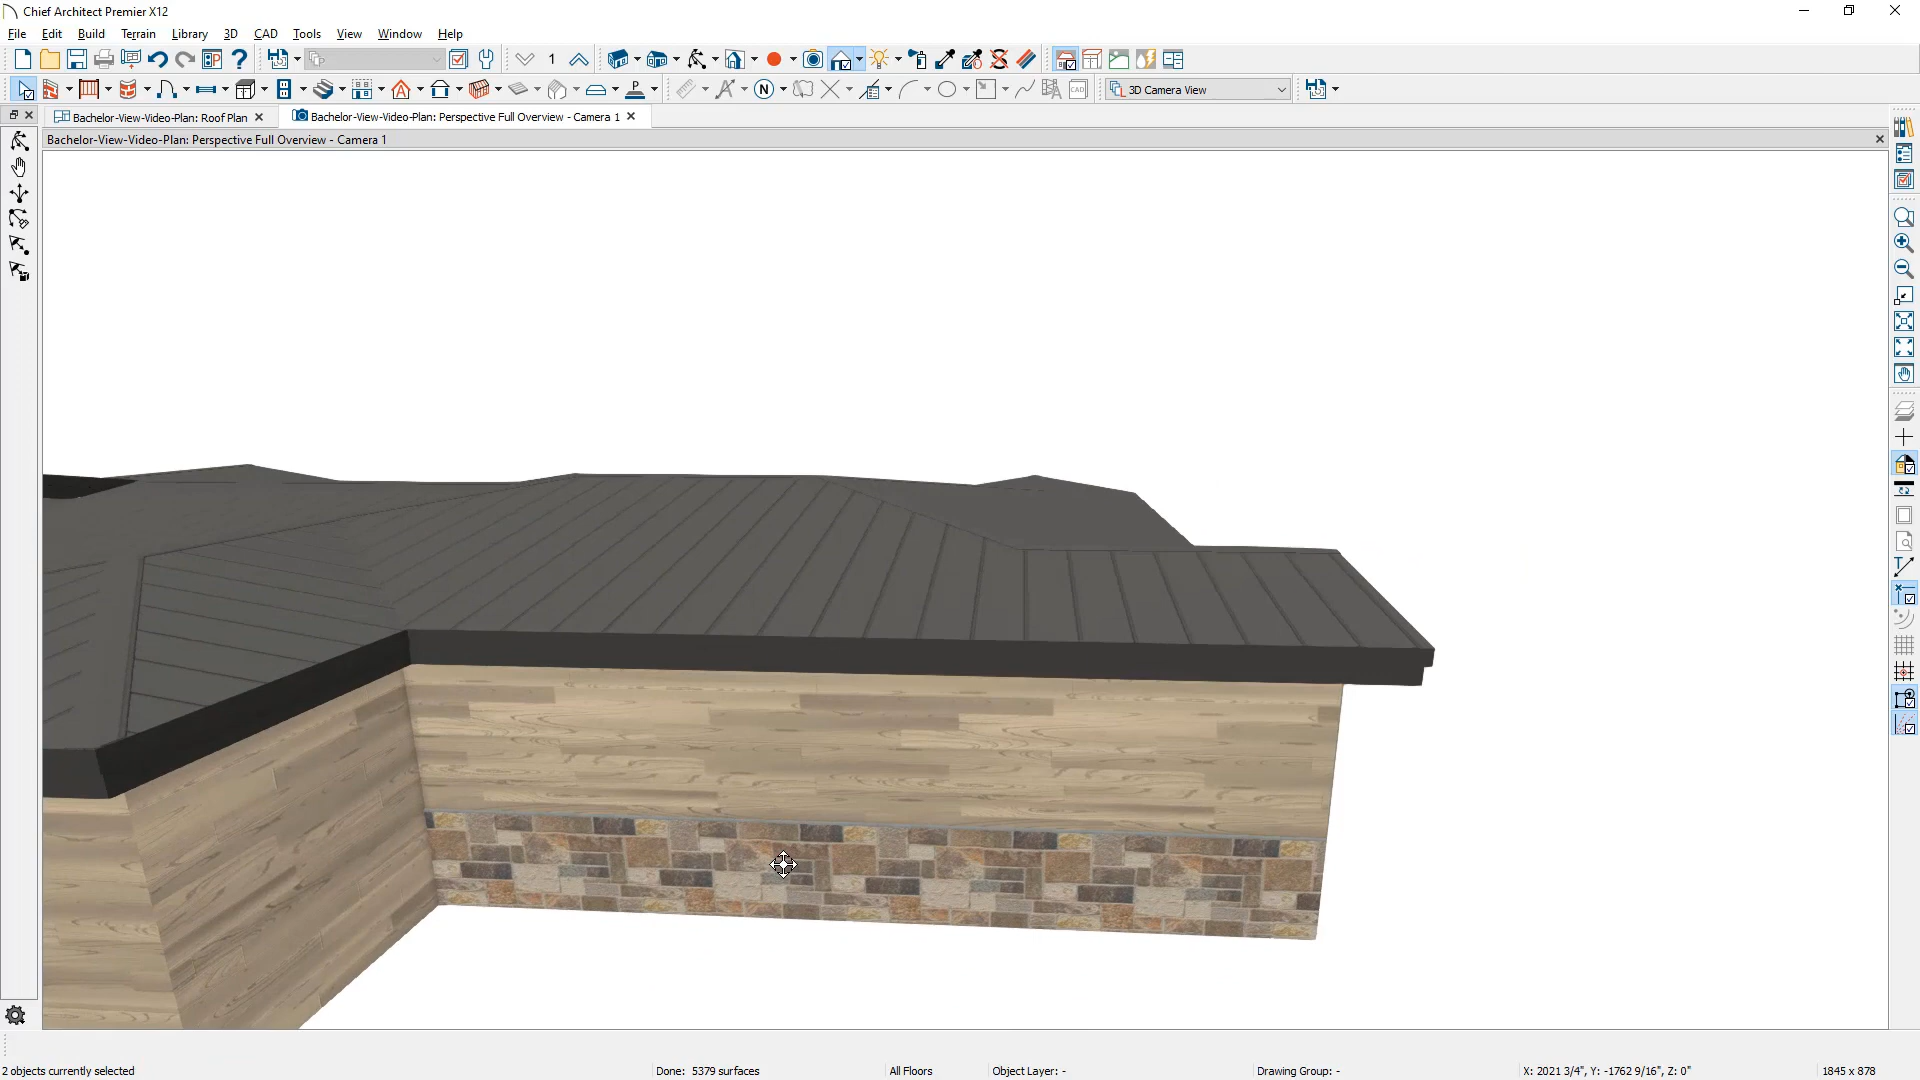 Chief Architect Premier X12
File Edit Build Terrain Library 3D CAD Tools View Window Help
1
N P CAD 3D Camera View
Bachelor-View-Video-Plan: Roof Plan Bachelor-View-Video-Plan: Perspective Full Overview - Camera 1
Bachelor-View-Video-Plan: Perspective Full Overview - Camera 1
2 objects currently selected Done: 5379 surfaces All Floors Object Layer: - Drawing Group: - X: 2021 3/4", Y: -1762 9/16", Z: 0" 1845 x 878